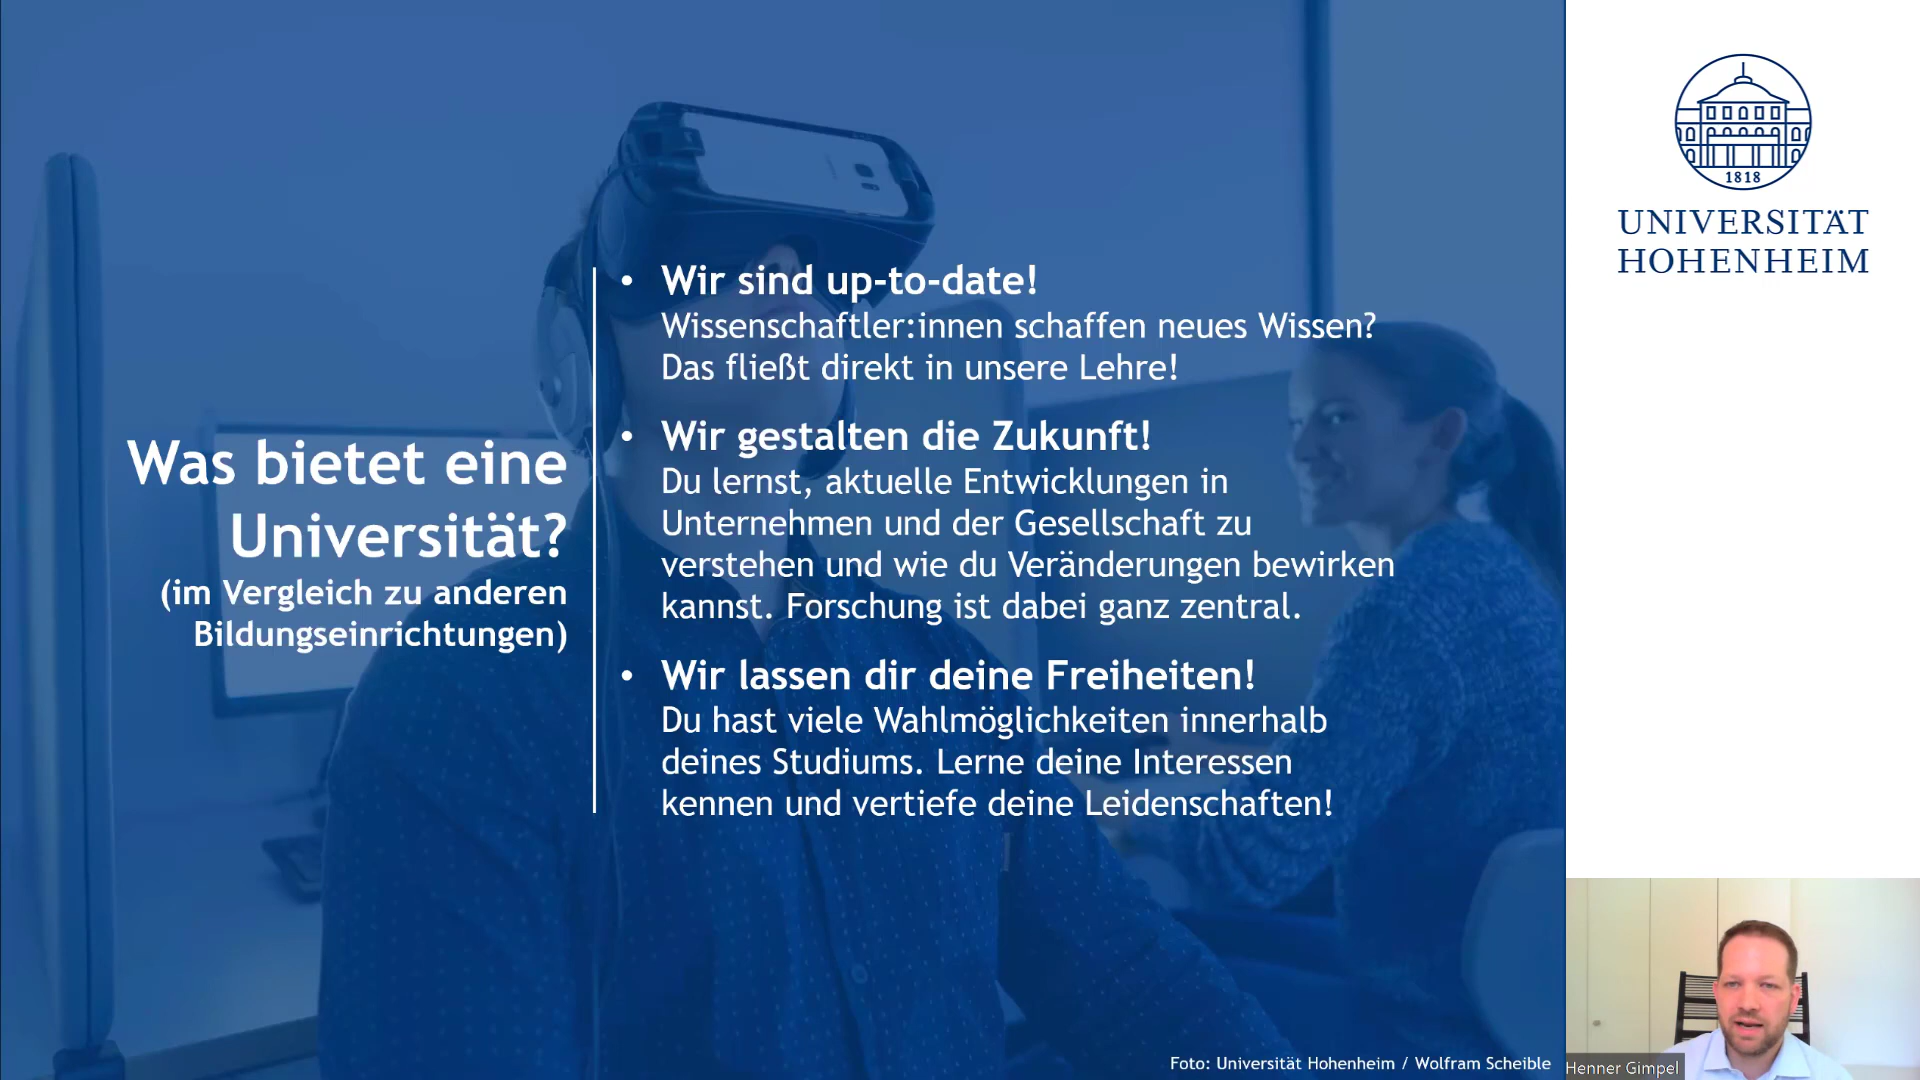 Was bietet eine
Universität?
(im Vergleich zu anderen
Bildungseinrichtungen)
• Wir sind up-to-date!
Wissenschaftler:innen schaffen neues Wissen?
Das fließt direkt in unsere Lehre!
• Wir gestalten die Zukunft!
Du lernst, aktuelle Entwicklungen in
Unternehmen und der Gesellschaft zu
verstehen und wie du Veränderungen bewirken
kannst. Forschung ist dabei ganz zentral.
• Wir lassen dir deine Freiheiten!
Du hast viele Wahlmöglichkeiten innerhalb
deines Studiums. Lerne deine Interessen
kennen und vertiefe deine Leidenschaften!
Foto: Universität Hohenheim / Wolfram Scheible
1818
UNIVERSITÄT
HOHENHEIM
Henner Gimpel